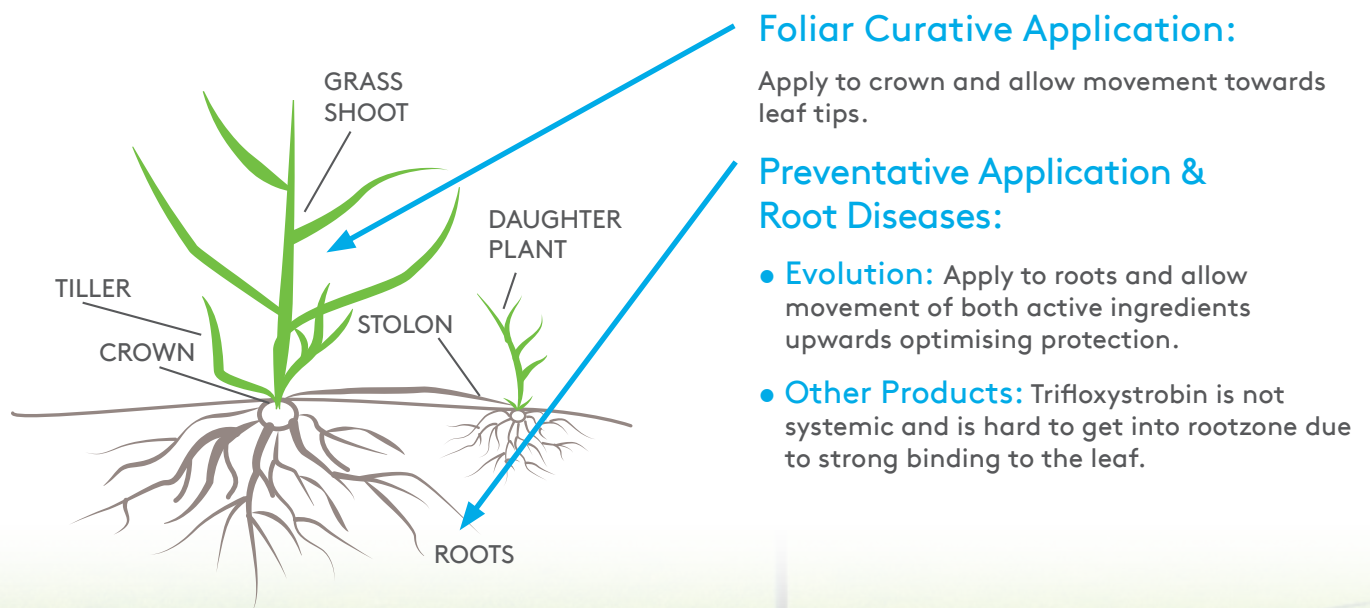 GRASS
SHOOT
DAUGHTER
PLANT
TILLER
CROWN
STOLON
ROOTS
Foliar Curative Application:
Apply to crown and allow movement towards
leaf tips.
Preventative Application &
Root Diseases:
• Evolution: Apply to roots and allow
movement of both active ingredients
upwards optimising protection.
• Other Products: Trifloxystrobin is not
systemic and is hard to get into rootzone due
to strong binding to the leaf.